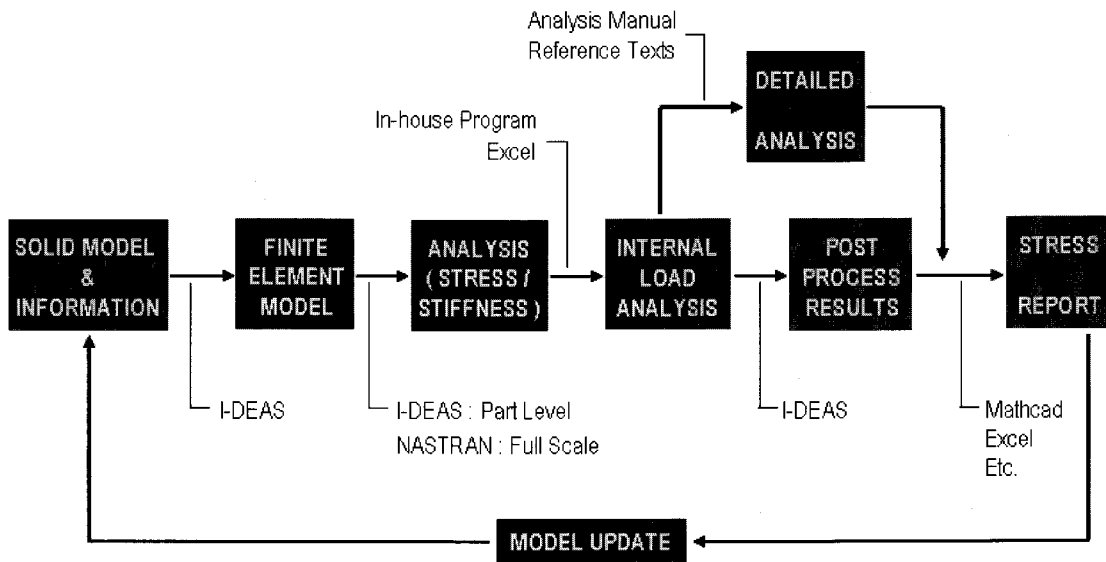 Analysis Manual
Reference Texts
DETAILED
ANALYSIS
In-house Program
Excel
SOLID MODEL
&
INFORMATION
FINITE
ELEMENT
MODEL
ANALYSIS
( STRESS /
STIFFNESS )
INTERNAL
LOAD
ANALYSIS
POST
PROCESS
RESULTS
STRESS
REPORT
I-DEAS
I-DEAS : Part Level
NASTRAN : Full Scale
I-DEAS
Mathcad
Excel
Etc.
MODEL UPDATE